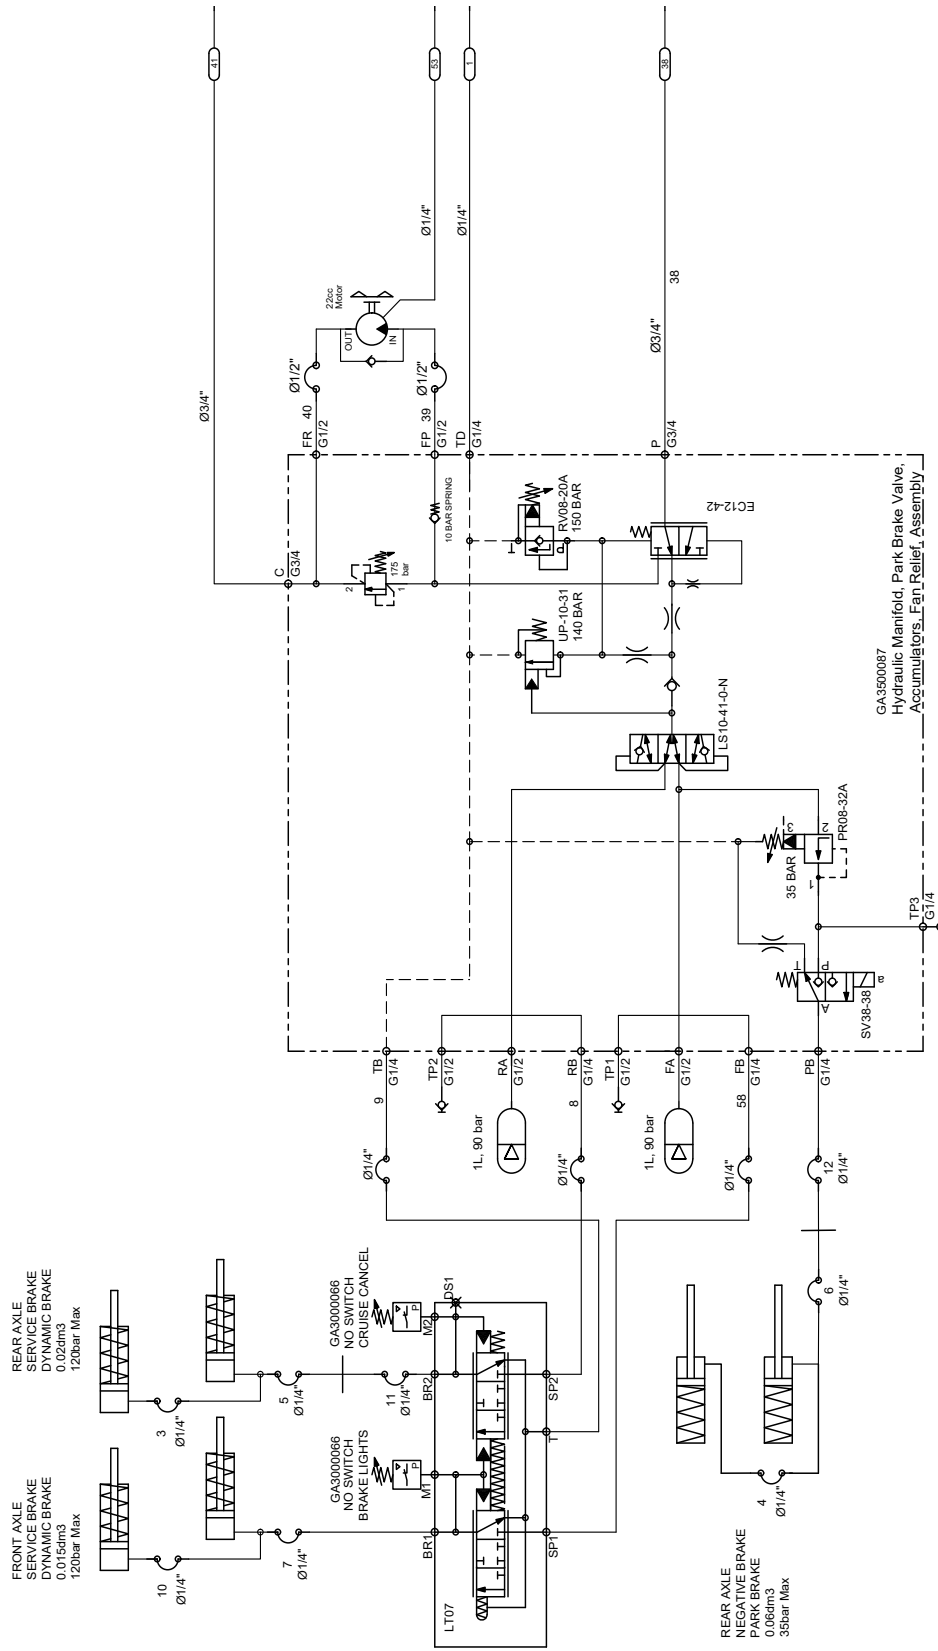 41
53
1
38
Ø3/4"
Ø1/4"
Ø1/4"
Ø3/4"
38
22cc
Motor
OUT
IN
Ø1/2"
Ø1/2"
40
39
FR
G1/2
FP
G1/2
TD
G1/4
P
G3/4
C
G3/4
2
1
175
bar
10 BAR SPRING
T
P
RV08-20A
150 BAR
EC12-42
UP-10-31
140 BAR
LS10-41-0-N
GA3500087
Hydraulic Manifold, Park Brake Valve,
Accumulators, Fan Relief, Assembly
3
2
1
PR08-32A
35 BAR
TP3
G1/4
T
P
A
a
SV38-38
TB
G1/4
TP2
G1/2
RA
G1/2
RB
G1/4
TP1
G1/2
FA
G1/2
FB
G1/4
PB
G1/4
9
8
58
1L, 90 bar
1L, 90 bar
Ø1/4"
Ø1/4"
Ø1/4"
12
Ø1/4"
6
Ø1/4"
REAR AXLE
SERVICE BRAKE
DYNAMIC BRAKE
0.02dm3
120bar Max
3
Ø1/4"
5
Ø1/4"
11
Ø1/4"
FRONT AXLE
SERVICE BRAKE
DYNAMIC BRAKE
0.015dm3
120bar Max
10
Ø1/4"
7
Ø1/4"
GA3000066
NO SWITCH
CRUISE CANCEL
P
M2
DS1
BR2
SP2
T
GA3000066
NO SWITCH
BRAKE LIGHTS
P
M1
BR1
SP1
LT07
4
Ø1/4"
REAR AXLE
NEGATIVE BRAKE
PARK BRAKE
0.06dm3
35bar Max